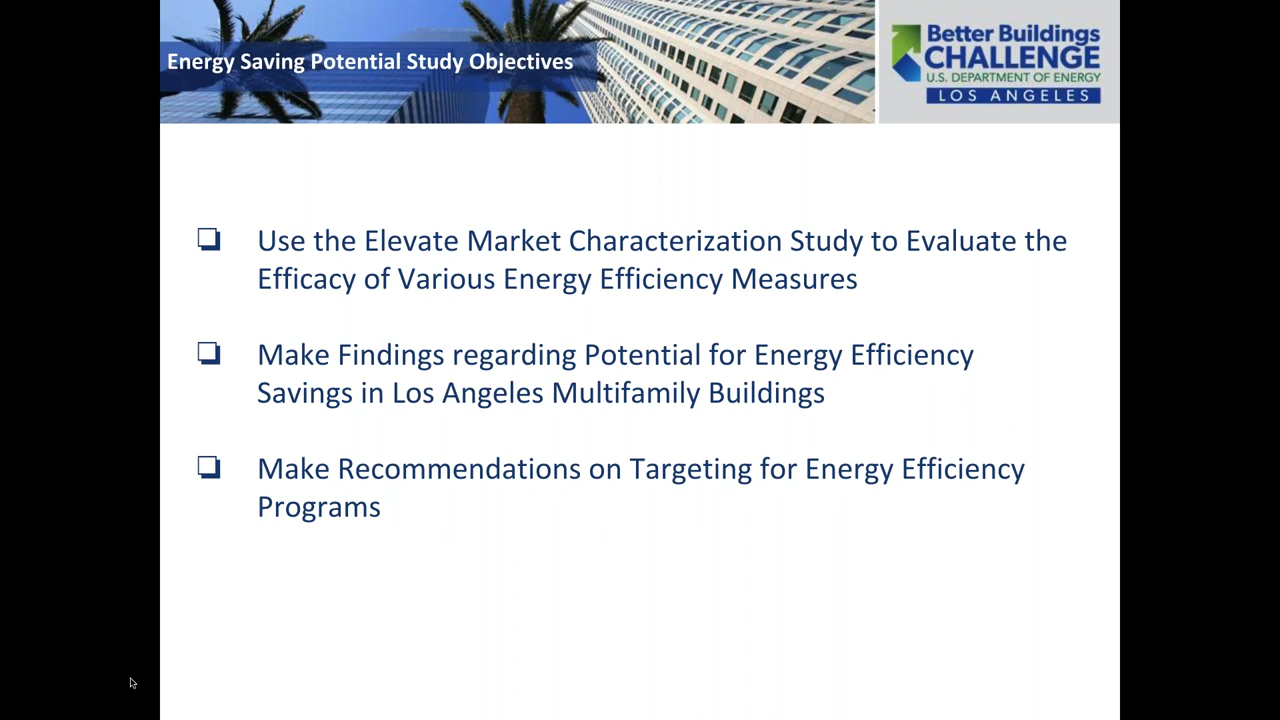 Energy Saving Potential Study Objectives
Better Buildings
CHALLENGE
U.S. DEPARTMENT OF ENERGY
LOS ANGELES
❏ Use the Elevate Market Characterization Study to Evaluate the
Efficacy of Various Energy Efficiency Measures
❏ Make Findings regarding Potential for Energy Efficiency
Savings in Los Angeles Multifamily Buildings
❏ Make Recommendations on Targeting for Energy Efficiency
Programs